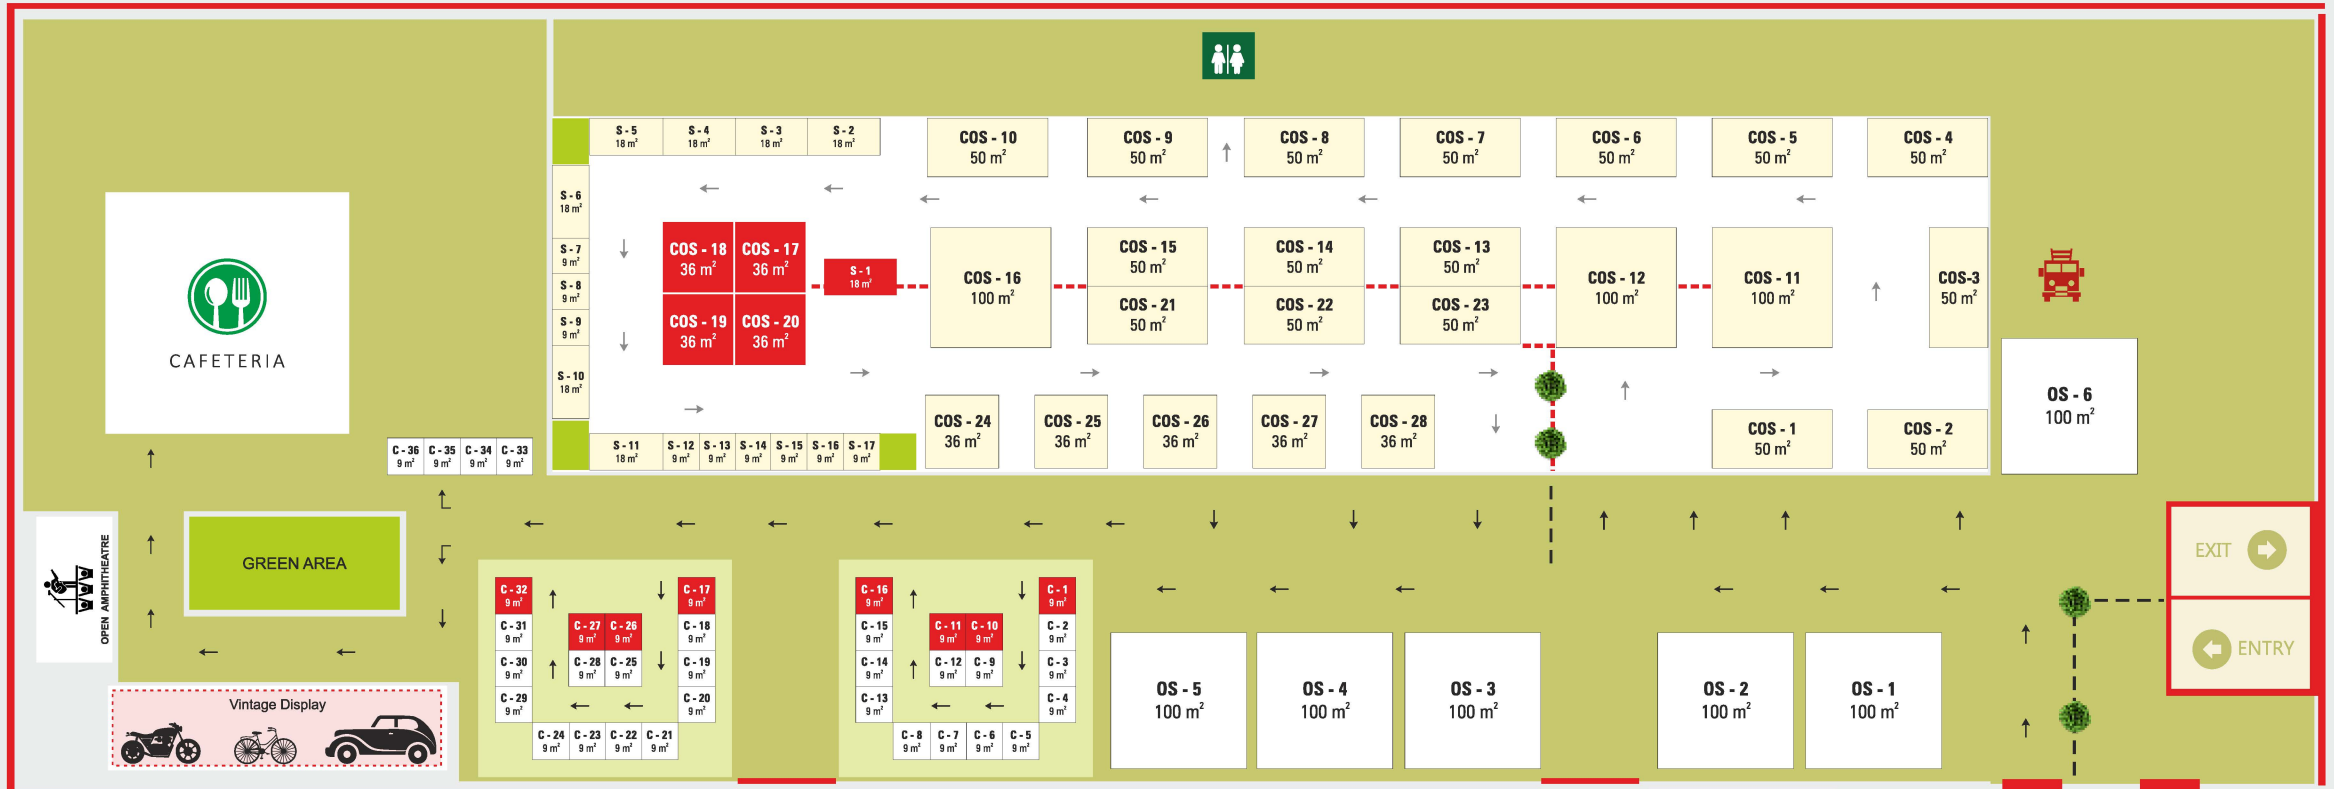 S - 5
18 m²
S - 4
18 m²
S - 3
18 m²
S - 2
18 m²
COS - 10
50 m²
COS - 9
50 m²
COS - 8
50 m²
COS - 7
50 m²
COS - 6
50 m²
COS - 5
50 m²
COS - 4
50 m²
S - 6
18 m²
S - 7
9 m²
S - 8
9 m²
S - 9
9 m²
S - 10
18 m²
COS - 18
36 m²
COS - 17
36 m²
COS - 19
36 m²
COS - 20
36 m²
S - 1
18 m²
COS - 16
100 m²
COS - 15
50 m²
COS - 21
50 m²
COS - 14
50 m²
COS - 22
50 m²
COS - 13
50 m²
COS - 23
50 m²
COS - 12
100 m²
COS - 11
100 m²
COS-3
50 m²
CAFETERIA
OS - 6
100 m²
S - 11
18 m²
S - 12
9 m²
S - 13
9 m²
S - 14
9 m²
S - 15
9 m²
S - 16
9 m²
S - 17
9 m²
COS - 24
36 m²
COS - 25
36 m²
COS - 26
36 m²
COS - 27
36 m²
COS - 28
36 m²
COS - 1
50 m²
COS - 2
50 m²
C - 36
9 m²
C - 35
9 m²
C - 34
9 m²
C - 33
9 m²
OPEN AMPHITHEATRE
GREEN AREA
EXIT
ENTRY
C - 32
9 m²
C - 31
9 m²
C - 30
9 m²
C - 29
9 m²
C - 27
9 m²
C - 26
9 m²
C - 28
9 m²
C - 25
9 m²
C - 17
9 m²
C - 18
9 m²
C - 19
9 m²
C - 20
9 m²
C - 24
9 m²
C - 23
9 m²
C - 22
9 m²
C - 21
9 m²
C - 16
9 m²
C - 15
9 m²
C - 14
9 m²
C - 13
9 m²
C - 11
9 m²
C - 10
9 m²
C - 12
9 m²
C - 9
9 m²
C - 1
9 m²
C - 2
9 m²
C - 3
9 m²
C - 4
9 m²
C - 8
9 m²
C - 7
9 m²
C - 6
9 m²
C - 5
9 m²
OS - 5
100 m²
OS - 4
100 m²
OS - 3
100 m²
OS - 2
100 m²
OS - 1
100 m²
Vintage Display